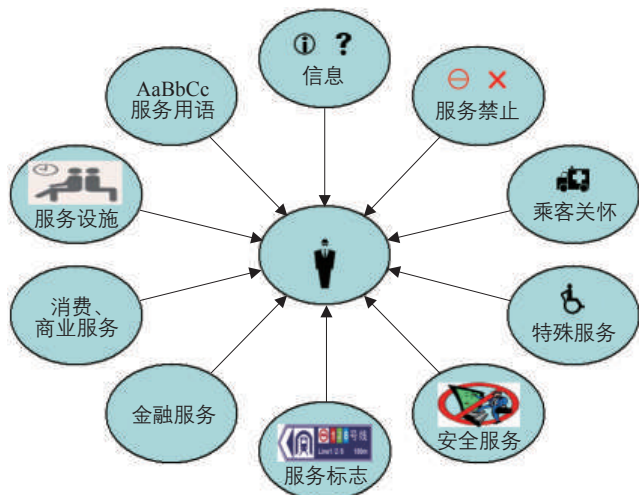 ?
信息
AaBbCc
服务用语
服务禁止
服务设施
乘客关怀
消费、
商业服务
特殊服务
金融服务
安全服务
号线
服务标志